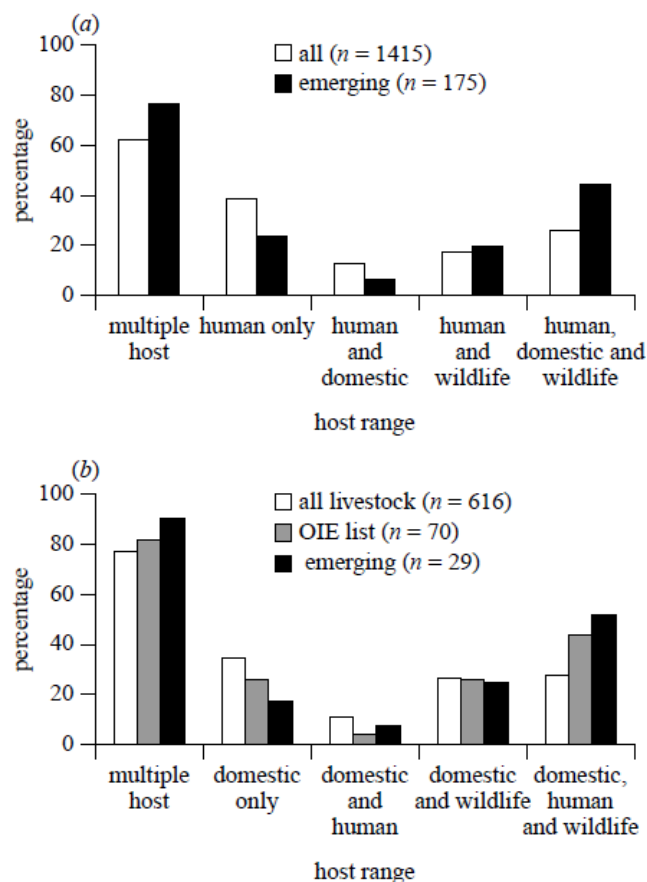 (a)
100
80
60
40
20
0
percentage
all (n = 1415)
emerging (n = 175)
multiple
host
human only
human
and
domestic
human
and
wildlife
human,
domestic and
wildlife
host range
(b)
100
80
60
40
20
0
percentage
all livestock (n = 616)
OIE list (n = 70)
emerging (n = 29)
multiple
host
domestic
only
domestic
and
human
domestic
and wildlife
domestic,
human
and wildlife
host range